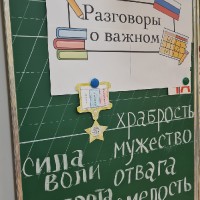 Разговоры
о важном
храбрость
сила
воли
мужество
отвага
смелость